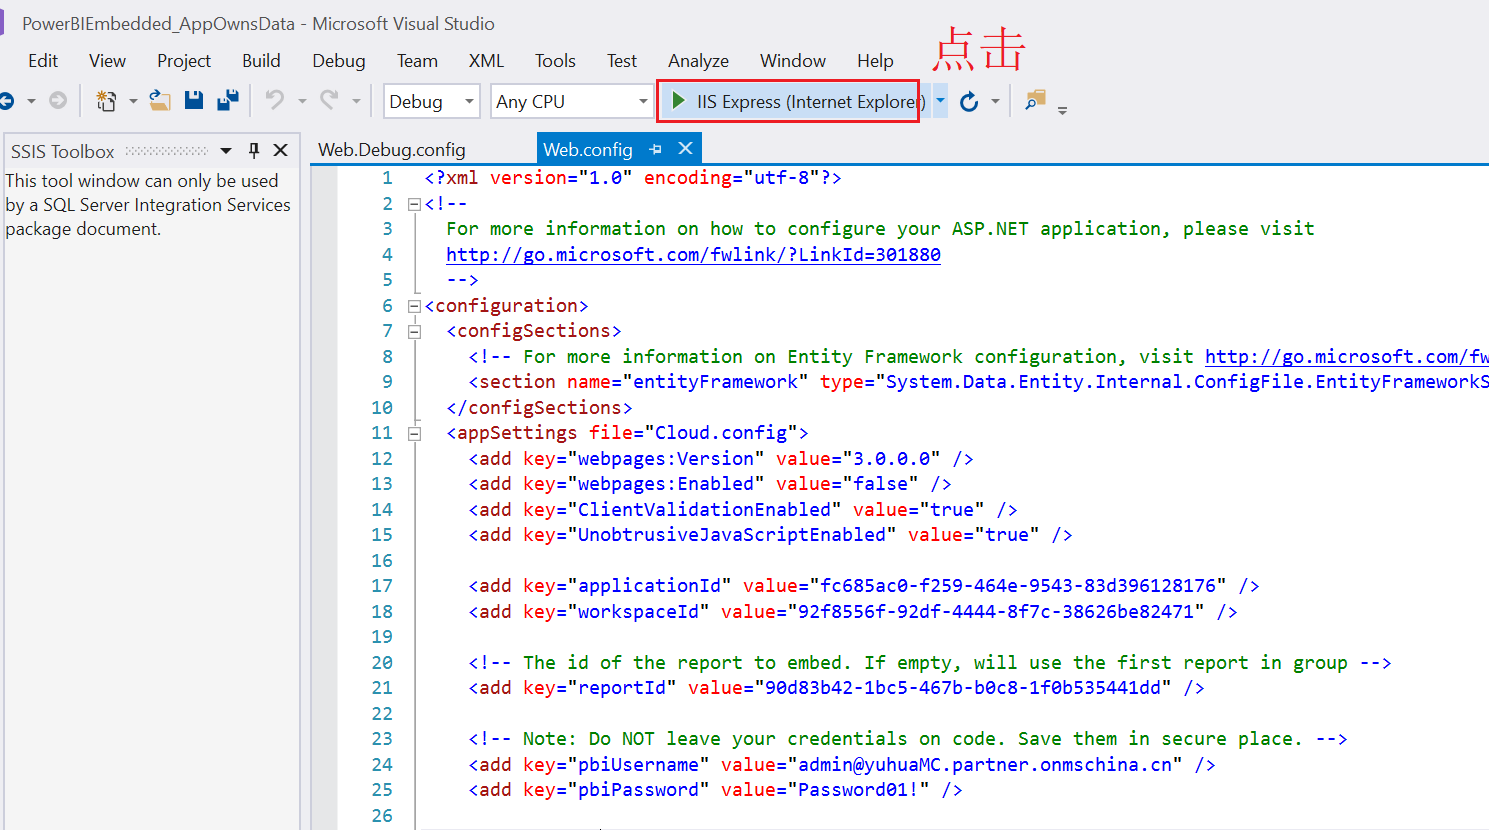 PowerBIEmbedded_AppOwnsData - Microsoft Visual Studio
Edit View Project Build Debug Team XML Tools Test Analyze Window Help
点击
Debug Any CPU IIS Express (Internet Explorer)
SSIS Toolbox
This tool window can only be used
by a SQL Server Integration Services
package document.
Web.Debug.config Web.config
1 <?xml version="1.0" encoding="utf-8"?>
2 <!--
3 For more information on how to configure your ASP.NET application, please visit
4 http://go.microsoft.com/fwlink/?LinkId=301880
5 -->
6 <configuration>
7 <configSections>
8 <!-- For more information on Entity Framework configuration, visit http://go.microsoft.com/fw
9 <section name="entityFramework" type="System.Data.Entity.Internal.ConfigFile.EntityFrameworkS
10 </configSections>
11 <appSettings file="Cloud.config">
12 <add key="webpages:Version" value="3.0.0.0" />
13 <add key="webpages:Enabled" value="false" />
14 <add key="ClientValidationEnabled" value="true" />
15 <add key="UnobtrusiveJavaScriptEnabled" value="true" />
16
17 <add key="applicationId" value="fc685ac0-f259-464e-9543-83d396128176" />
18 <add key="workspaceId" value="92f8556f-92df-4444-8f7c-38626be82471" />
19
20 <!-- The id of the report to embed. If empty, will use the first report in group -->
21 <add key="reportId" value="90d83b42-1bc5-467b-b0c8-1f0b535441dd" />
22
23 <!-- Note: Do NOT leave your credentials on code. Save them in secure place. -->
24 <add key="pbiUsername" value="admin@yuhuaMC.partner.onmschina.cn" />
25 <add key="pbiPassword" value="Password01!" />
26